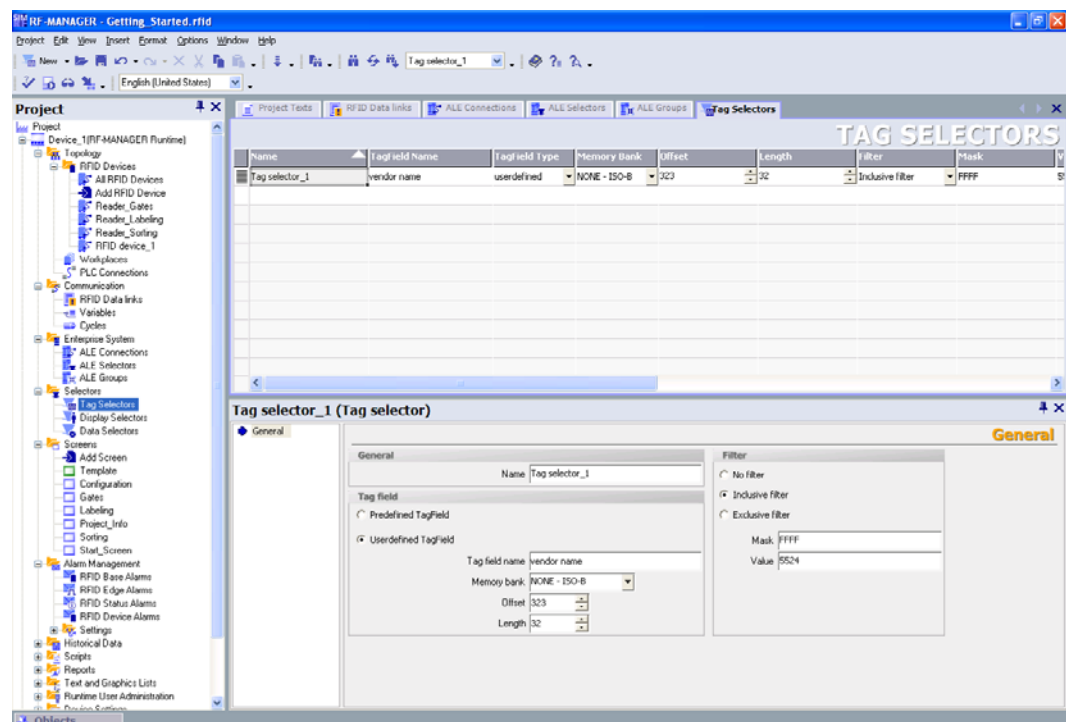 RF-MANAGER - Getting_Started.rfid
Project Edit View Insert Format Options Window Help
New Tag selector_1
English (United States)
Project
Project
Device_1(RF-MANAGER Runtime)
Topology
RFID Devices
All RFID Devices
Add RFID Device
Reader_Gates
Reader_Labeling
Reader_Sorting
RFID device_1
Workplaces
PLC Connections
Communication
RFID Data links
Variables
Cycles
Enterprise System
ALE Connections
ALE Selectors
ALE Groups
Selectors
Tag Selectors
Display Selectors
Data Selectors
Screens
Add Screen
Template
Configuration
Gates
Labeling
Project_Info
Sorting
Start_Screen
Alarm Management
RFID Base Alarms
RFID Edge Alarms
RFID Status Alarms
RFID Device Alarms
Settings
Historical Data
Scripts
Reports
Text and Graphics Lists
Runtime User Administration
Device Settings
Objects
Project Texts RFID Data links ALE Connections ALE Selectors ALE Groups Tag Selectors
TAG SELECTORS
Name TagField Name TagField Type Memory Bank Offset Length Filter Mask V
Tag selector_1 vendor name userdefined NONE - ISO-B 323 32 Inclusive filter FFFF 5
Tag selector_1 (Tag selector)
General
General
General
Name Tag selector_1
Tag field
Predefined TagField
Userdefined TagField
Tag field name vendor name
Memory bank NONE - ISO-B
Offset 323
Length 32
Filter
No filter
Inclusive filter
Exclusive filter
Mask FFFF
Value 5524